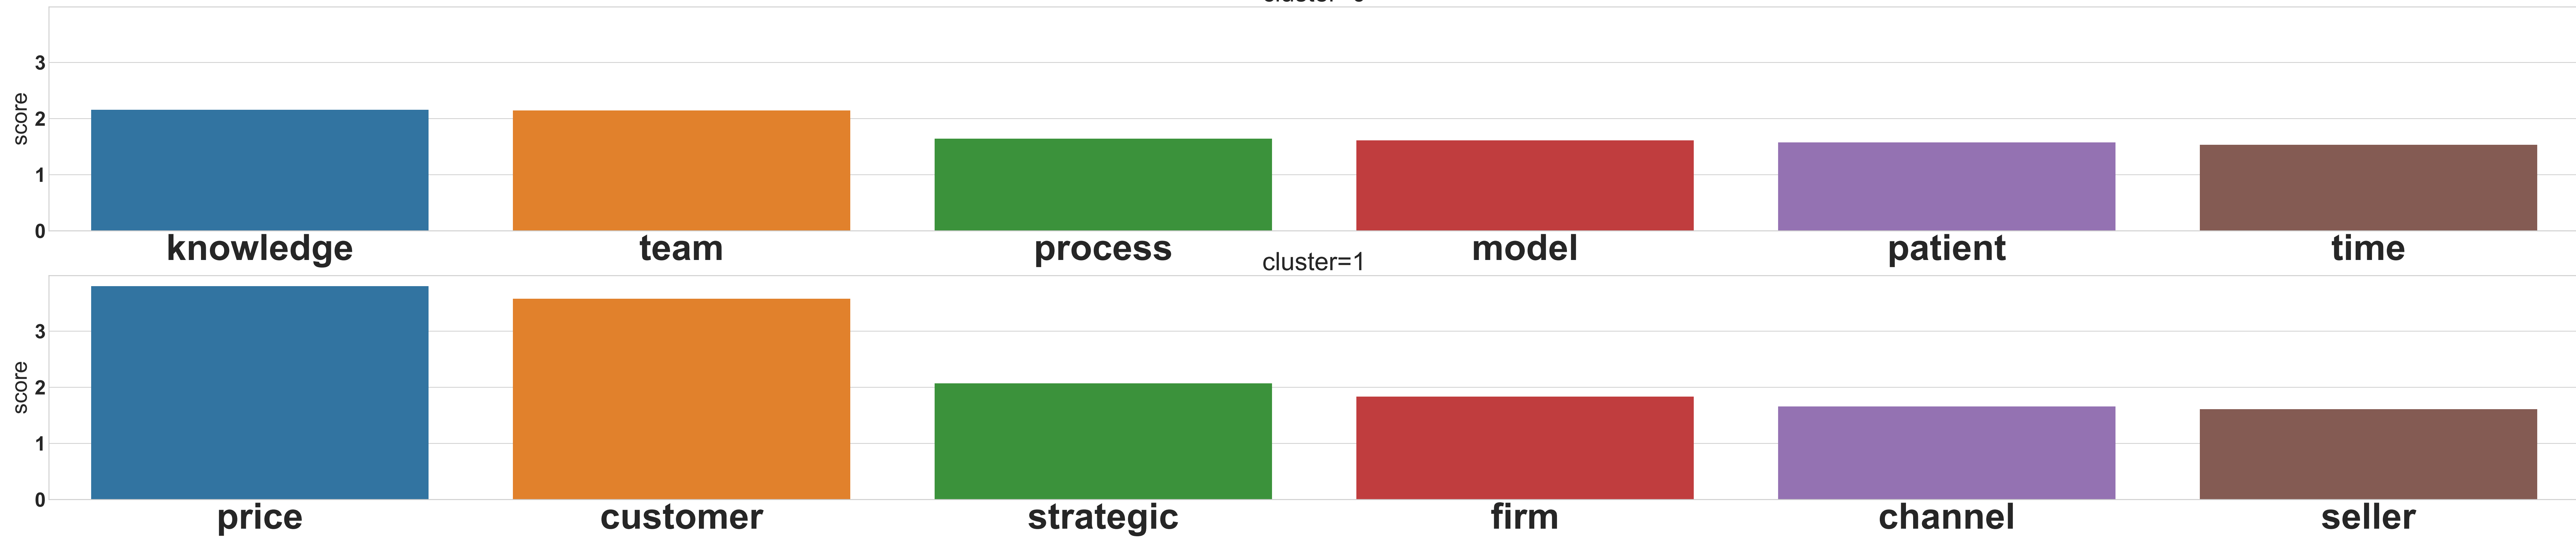 3
2
1
0
score
knowledge team process model patient time
cluster=1
3
2
1
0
score
price customer strategic firm channel seller